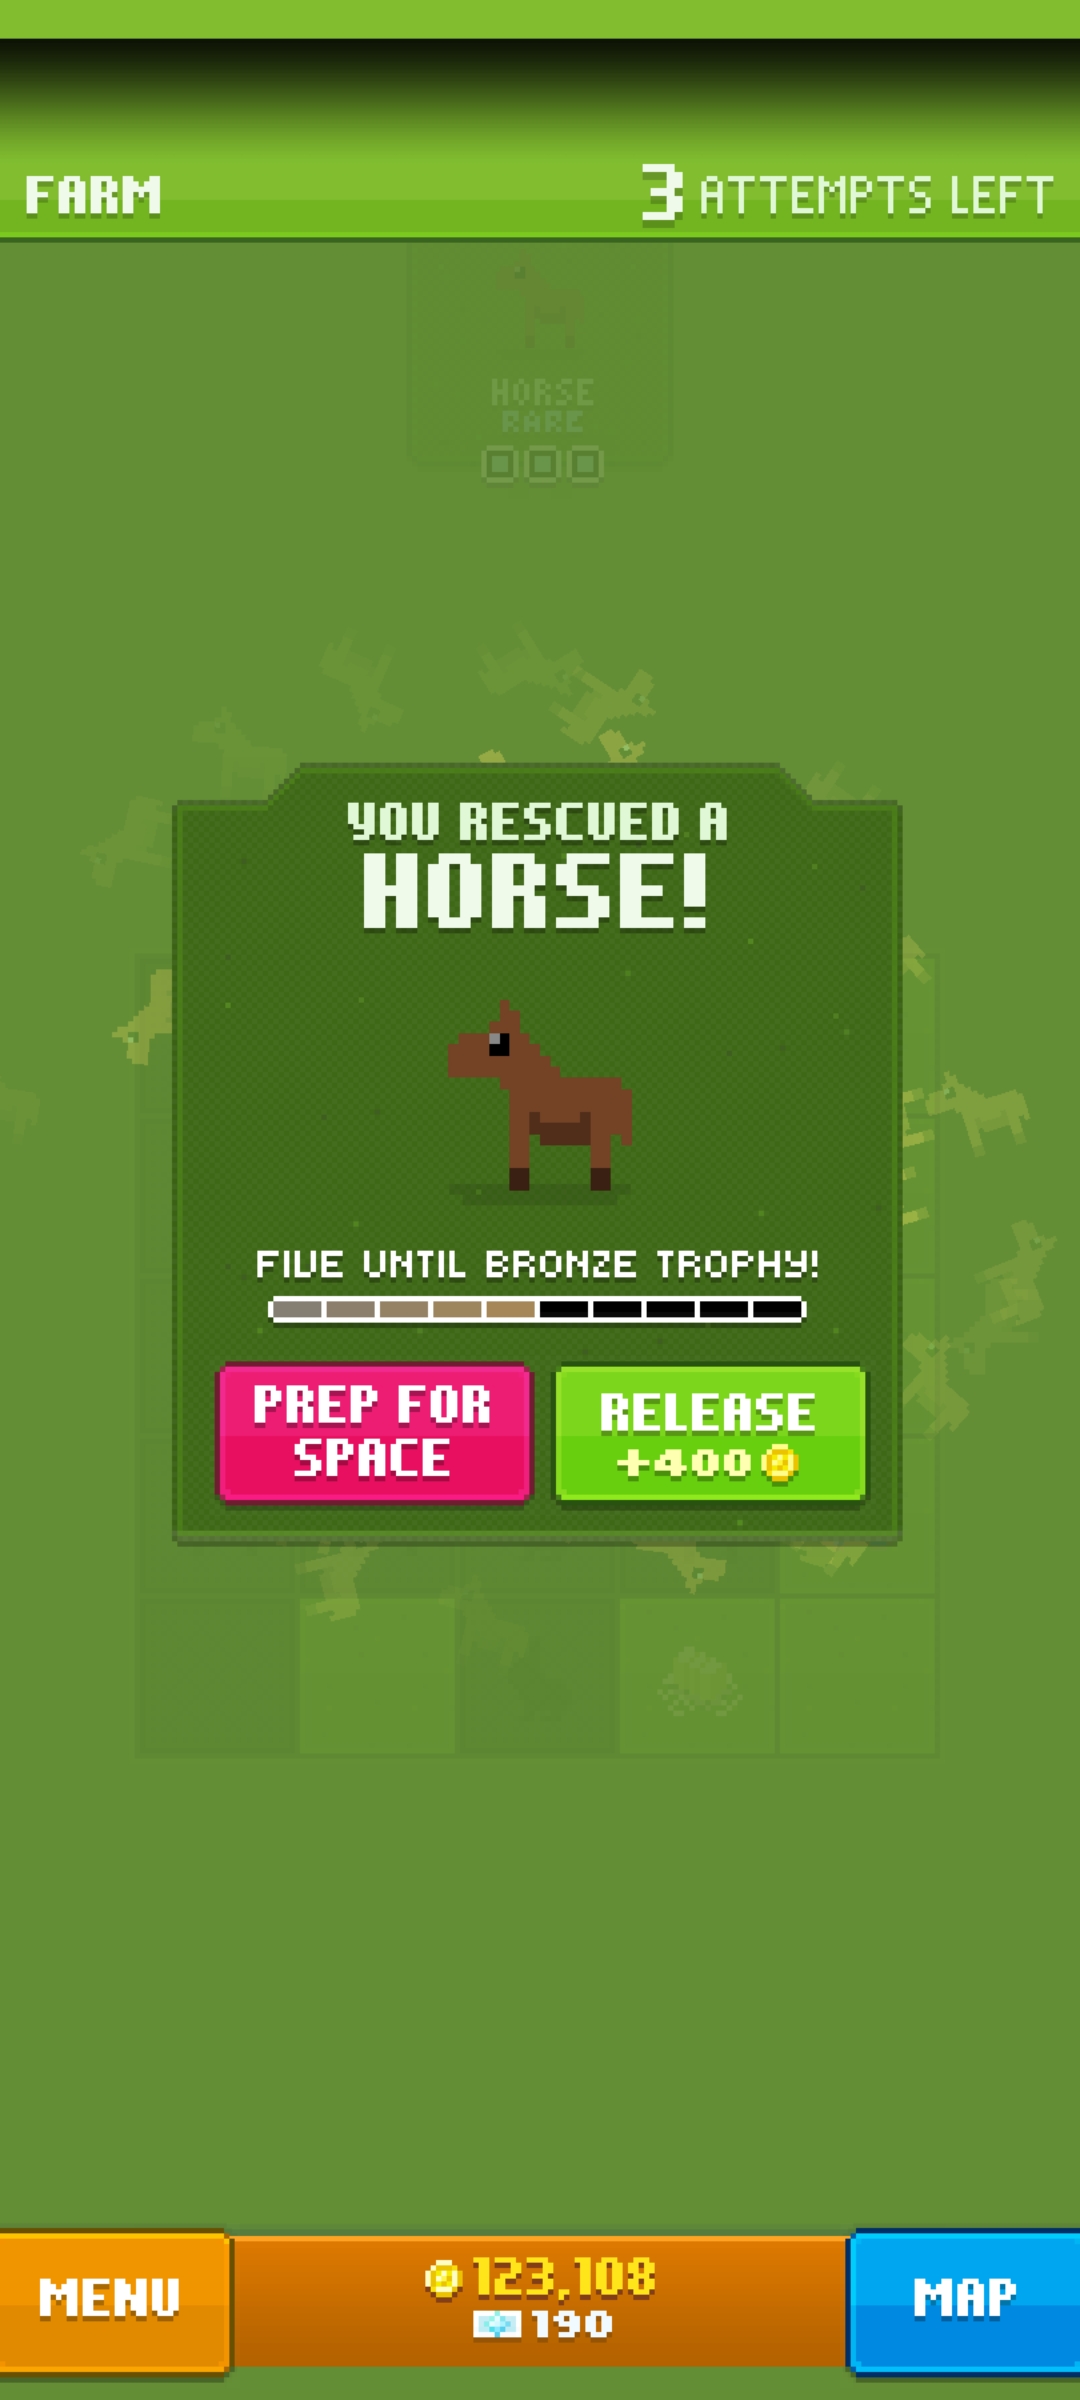 FARM
3 ATTEMPTS LEFT
HORSE
RARE
YOU RESCUED A
HORSE!
FIVE UNTIL BRONZE TROPHY!
PREP FOR
SPACE
RELEASE
+400
MENU
123,108
190
MAP